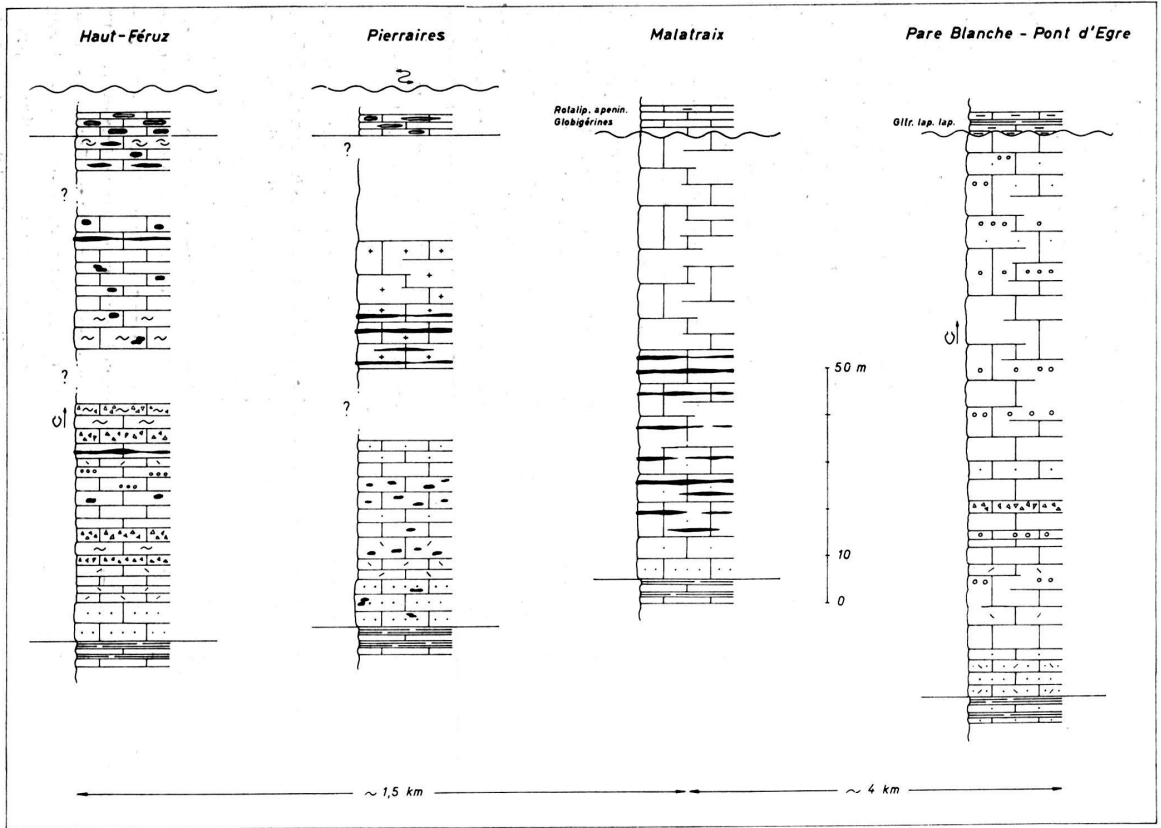 Haut-Féruz
Pierraires
Malatraix
Pare Blanche - Pont d'Egre
Rotalip. apenin.
Globigérines
Gltr. lap. lap.
?
?
?
?
50 m
10
0
~ 1,5 km
~ 4 km